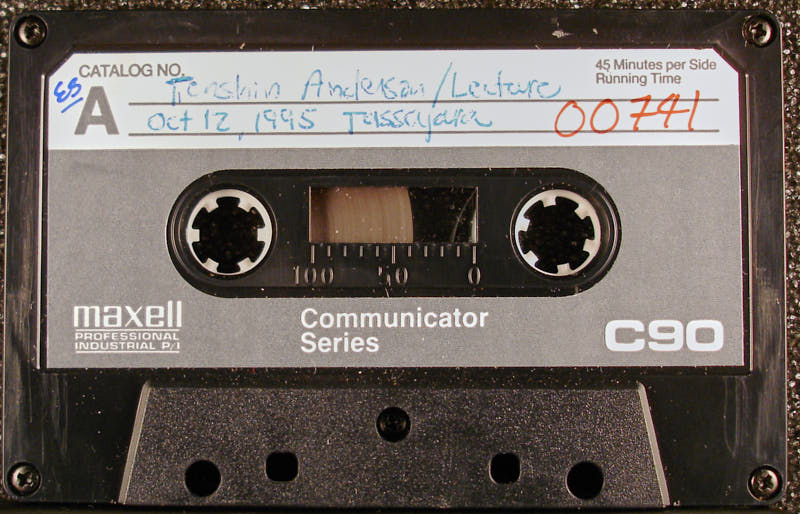 CATALOG NO.
45 Minutes per Side
Running Time
A
Tenshin Anderson/Lecture
Oct 12, 1995 Tassajara
00741
100 50 0
maxell
PROFESSIONAL
INDUSTRIAL P/I
Communicator
Series
C90